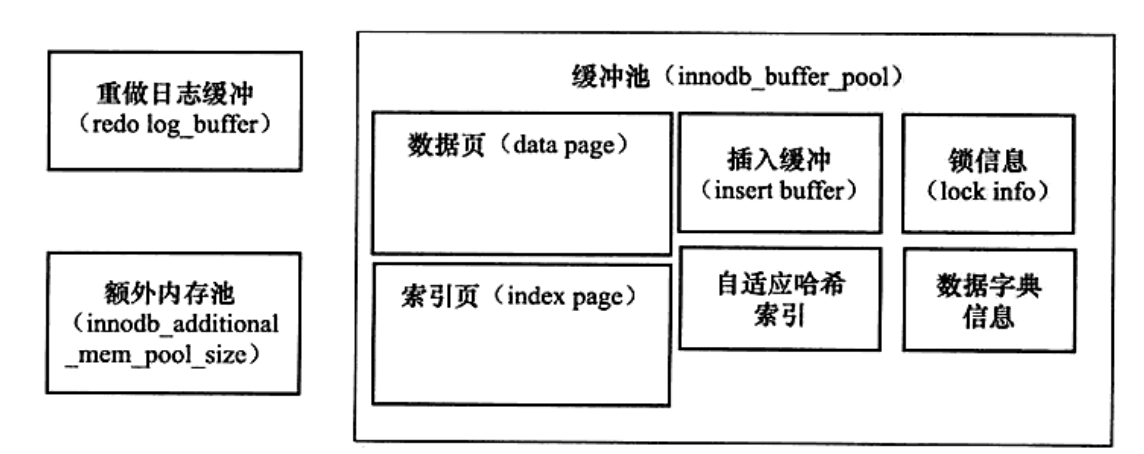 重做日志缓冲
（redo log_buffer）
额外内存池
（innodb_additional
_mem_pool_size）
缓冲池（innodb_buffer_pool）
数据页（data page）
插入缓冲
（insert buffer）
锁信息
（lock info）
索引页（index page）
自适应哈希
索引
数据字典
信息